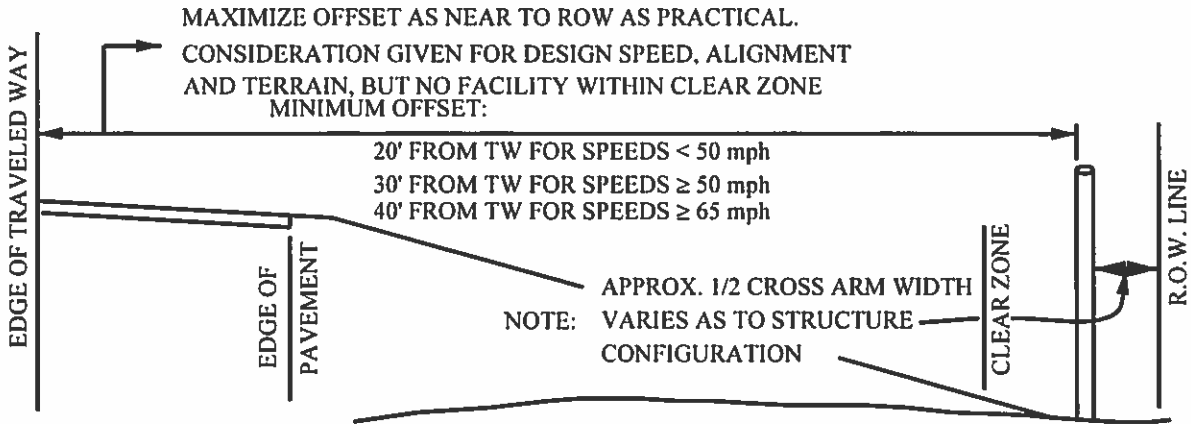 MAXIMIZE OFFSET AS NEAR TO ROW AS PRACTICAL.
CONSIDERATION GIVEN FOR DESIGN SPEED, ALIGNMENT
AND TERRAIN, BUT NO FACILITY WITHIN CLEAR ZONE
MINIMUM OFFSET:
20' FROM TW FOR SPEEDS < 50 mph
30' FROM TW FOR SPEEDS ≥ 50 mph
40' FROM TW FOR SPEEDS ≥ 65 mph
EDGE OF TRAVELED WAY
EDGE OF
PAVEMENT
APPROX. 1/2 CROSS ARM WIDTH
NOTE: VARIES AS TO STRUCTURE
CONFIGURATION
CLEAR ZONE
R.O.W. LINE